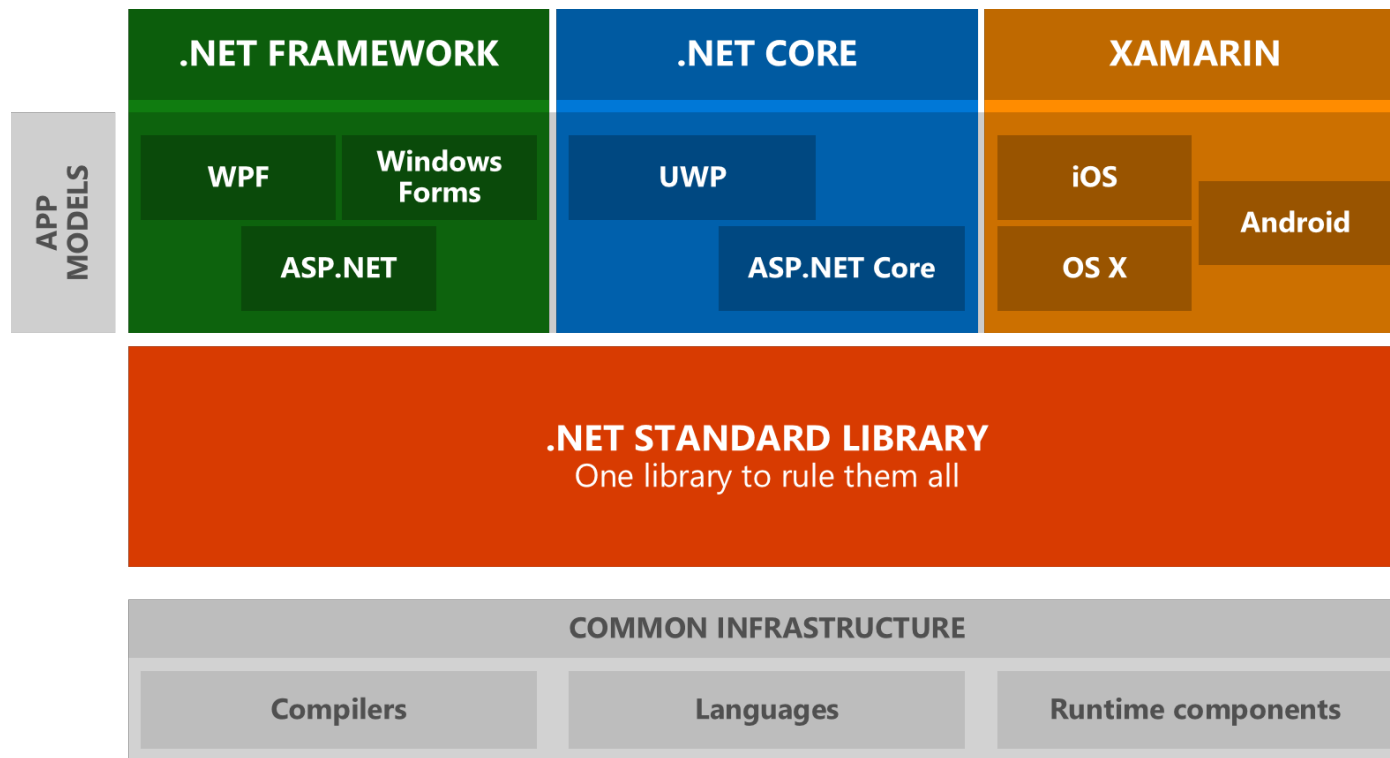 .NET FRAMEWORK
.NET CORE
XAMARIN
APP
MODELS
WPF
Windows
Forms
ASP.NET
UWP
ASP.NET Core
iOS
Android
OS X
.NET STANDARD LIBRARY
One library to rule them all
COMMON INFRASTRUCTURE
Compilers
Languages
Runtime components